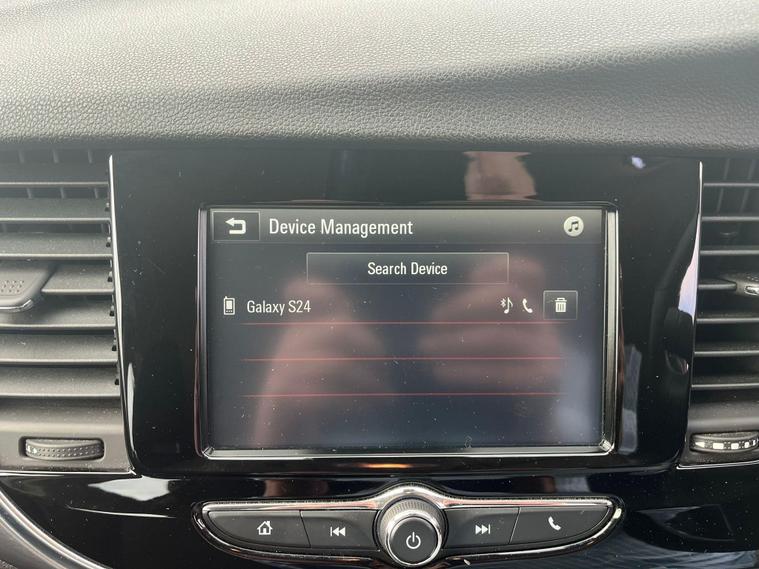 Device Management
Search Device
Galaxy S24